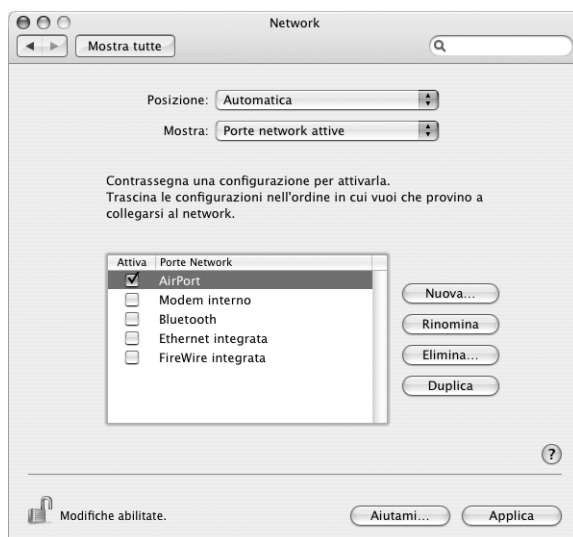 Network
Mostra tutte
Posizione: Automatica
Mostra: Porte network attive
Contrassegna una configurazione per attivarla.
Trascina le configurazioni nell'ordine in cui vuoi che provino a
collegarsi al network.
Attiva Porte Network
AirPort
Modem interno
Bluetooth
Ethernet integrata
FireWire integrata
Nuova...
Rinomina
Elimina...
Duplica
?
Modifiche abilitate.
Aiutami... Applica